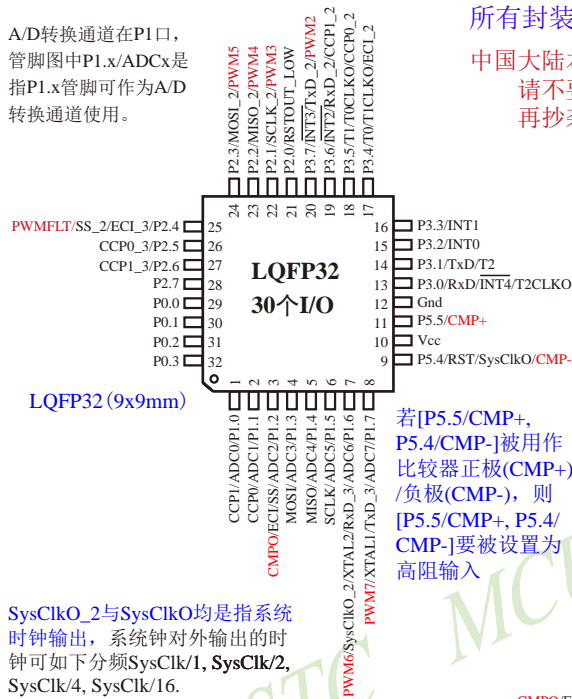 A/D转换通道在P1口，
管脚图中P1.x/ADCx是
指P1.x管脚可作为A/D
转换通道使用。
所有封装
中国大陆
请不要
再抄
P2.3/MOSI_2/PWM5
P2.2/MISO_2/PWM4
P2.1/SCLK_2/PWM3
P2.0/RSTOUT_LOW
P3.7/INT3/TxD_2/PWM2
P3.6/INT2/RxD_2/CCP1_2
P3.5/T1/T0CLKO/CCP0_2
P3.4/T0/T1CLKO/ECI_2
24 23 22 21 20 19 18 17
PWMFLT/SS_2/ECI_3/P2.4 25
CCP0_3/P2.5 26
CCP1_3/P2.6 27
P2.7 28
P0.0 29
P0.1 30
P0.2 31
P0.3 32
LQFP32
30个I/O
16 P3.3/INT1
15 P3.2/INT0
14 P3.1/TxD/T2
13 P3.0/RxD/INT4/T2CLKO
12 Gnd
11 P5.5/CMP+
10 Vcc
9 P5.4/RST/SysClkO/CMP-
1 2 3 4 5 6 7 8
CCP1/ADC0/P1.0
CCP0/ADC1/P1.1
CMPO/ECI/SS/ADC2/P1.2
MOSI/ADC3/P1.3
MISO/ADC4/P1.4
SCLK/ADC5/P1.5
PWM6/SysClkO_2/XTAL2/RxD_3/ADC6/P1.6
PWM7/XTAL1/TxD_3/ADC7/P1.7
LQFP32（9x9mm）
若[P5.5/CMP+,
P5.4/CMP-]被用作
比较器正极(CMP+)
/负极(CMP-)，则
[P5.5/CMP+, P5.4/
CMP-]要被设置为
高阻输入
SysClkO_2与SysClkO均是指系统
时钟输出，系统钟对外输出的时
钟可如下分频SysClk/1, SysClk/2,
SysClk/4, SysClk/16.
STC MCU